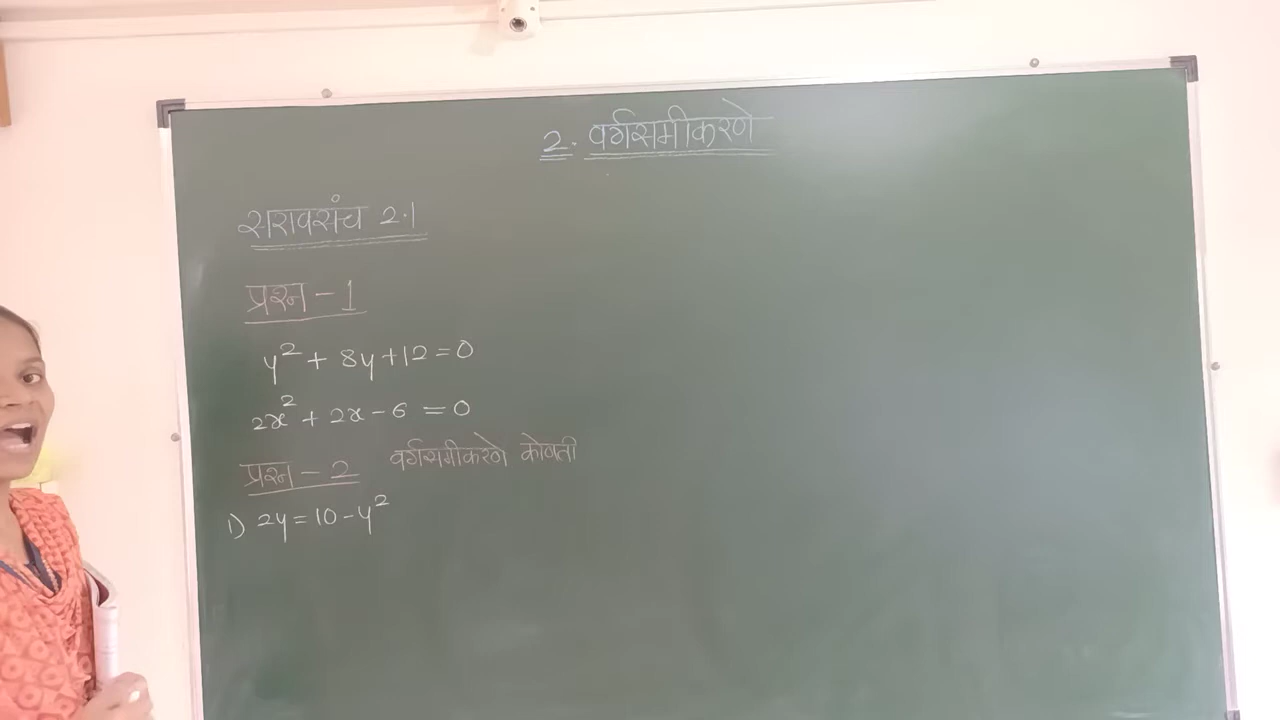 2. वर्गसमीकरणे
सरावसंच 2.1
प्रश्न - 1
y² + 8y + 12 = 0
2x² + 2x - 6 = 0
प्रश्न - 2 वर्गसमीकरणे कोणती
1) 2y = 10 - y²